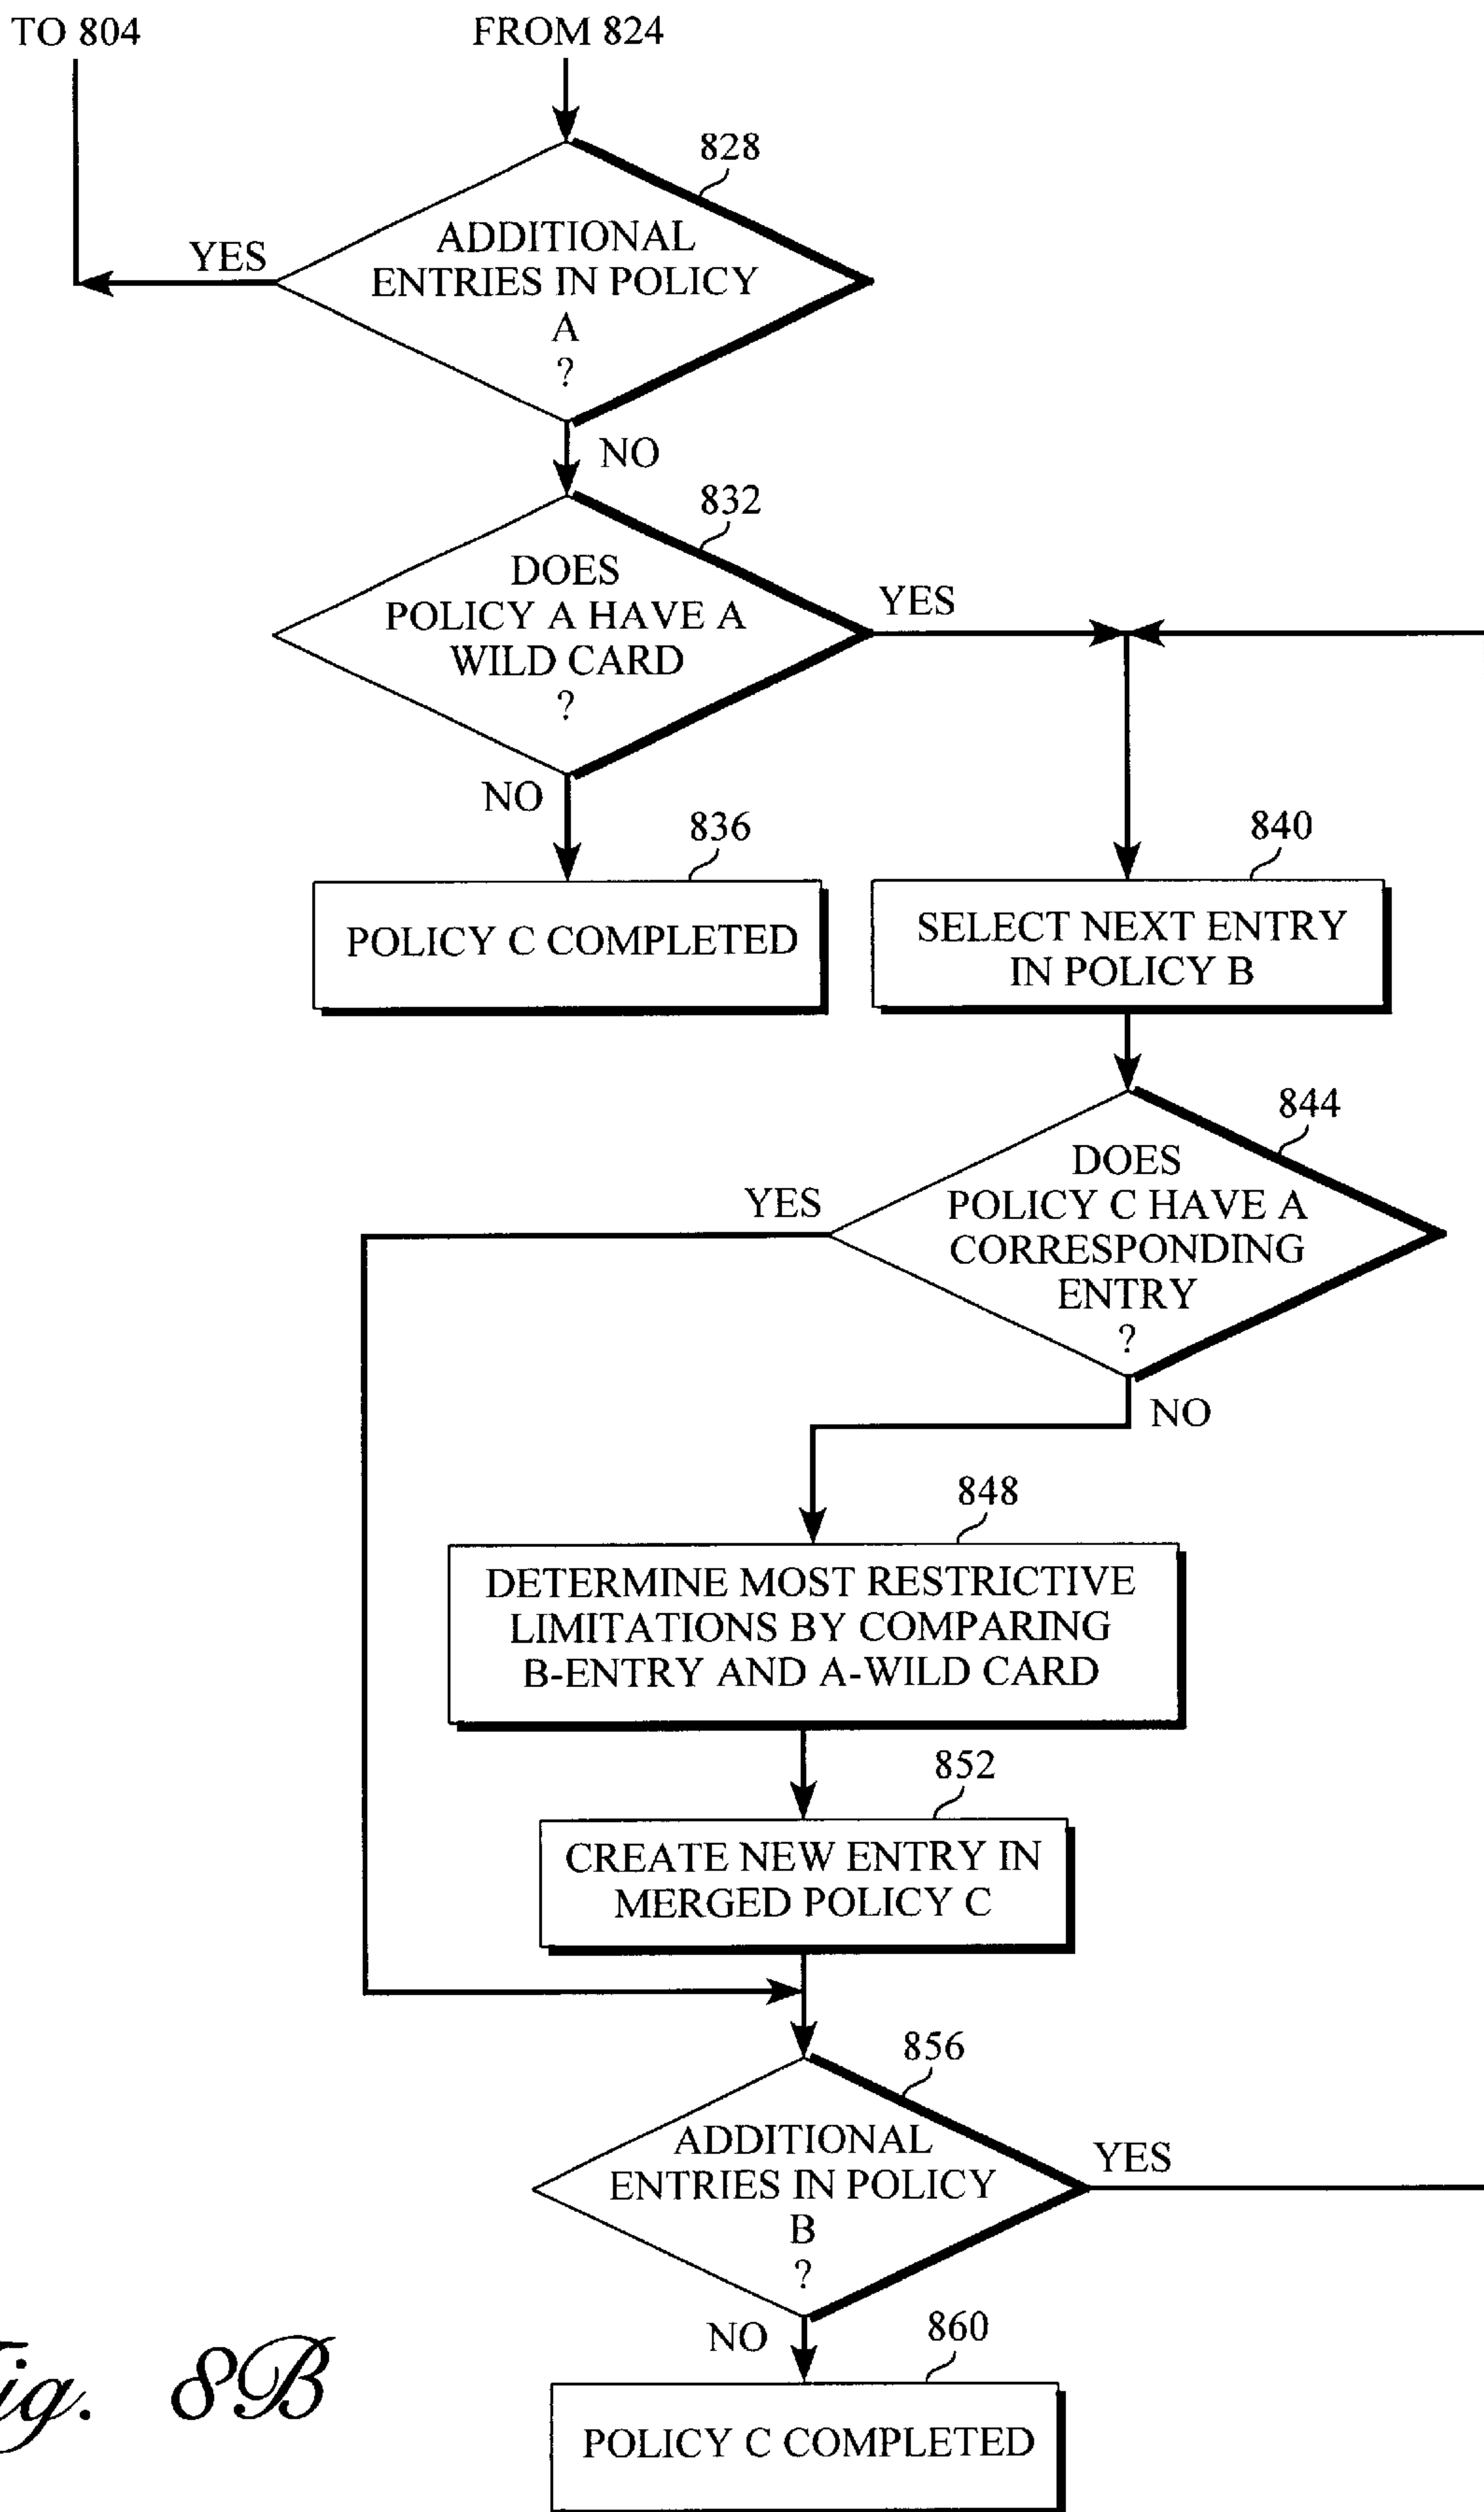 TO 804
FROM 824
828
ADDITIONAL
ENTRIES IN POLICY
A
?
YES
NO
832
DOES
POLICY A HAVE A
WILD CARD
?
YES
NO
836
POLICY C COMPLETED
840
SELECT NEXT ENTRY
IN POLICY B
844
DOES
POLICY C HAVE A
CORRESPONDING
ENTRY
?
YES
NO
848
DETERMINE MOST RESTRICTIVE
LIMITATIONS BY COMPARING
B-ENTRY AND A-WILD CARD
852
CREATE NEW ENTRY IN
MERGED POLICY C
856
ADDITIONAL
ENTRIES IN POLICY
B
?
YES
NO
860
POLICY C COMPLETED
ig. 8B